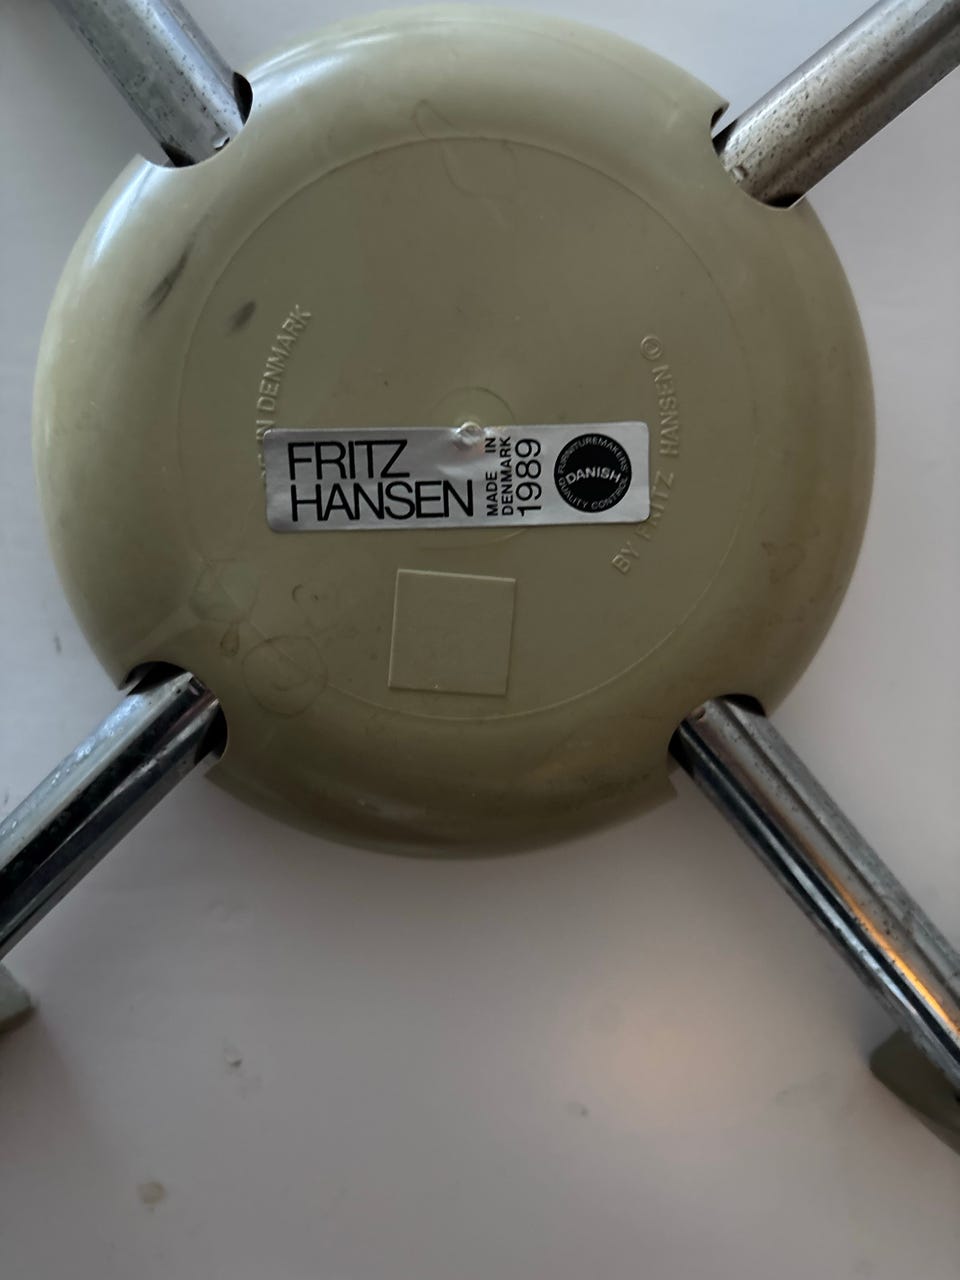 IN DENMARK
BY FRITZ HANSEN ©
FRITZ
HANSEN
MADE IN
DENMARK
1989
FURNITUREMAKERS
DANISH
QUALITY CONTROL